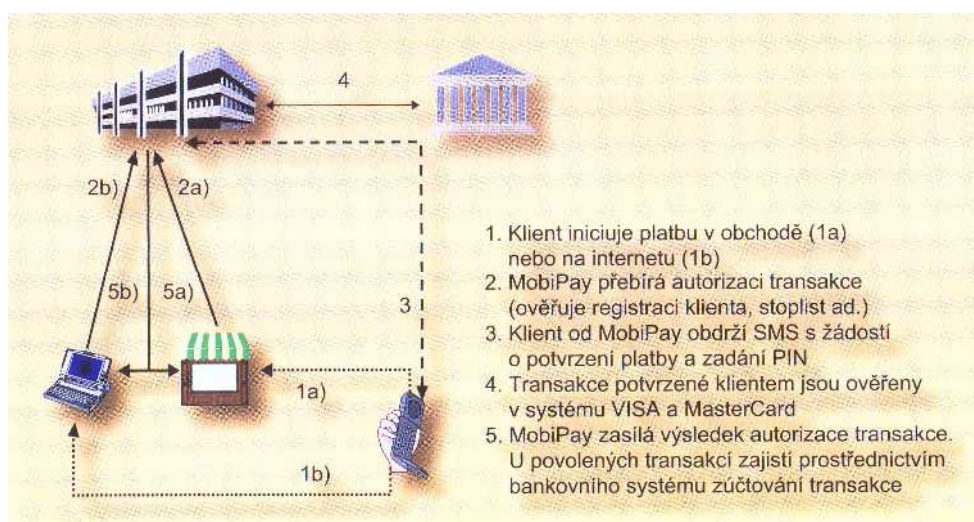 4
2b)
2a)
5b)
5a)
3
1a)
1b)
1. Klient iniciuje platbu v obchodě (1a)
nebo na internetu (1b)
2. MobiPay přebírá autorizaci transakce
(ověřuje registraci klienta, stoplist ad.)
3. Klient od MobiPay obdrží SMS s žádostí
o potvrzení platby a zadání PIN
4. Transakce potvrzené klientem jsou ověřeny
v systému VISA a MasterCard
5. MobiPay zasílá výsledek autorizace transakce.
U povolených transakcí zajistí prostřednictvím
bankovního systému zúčtování transakce